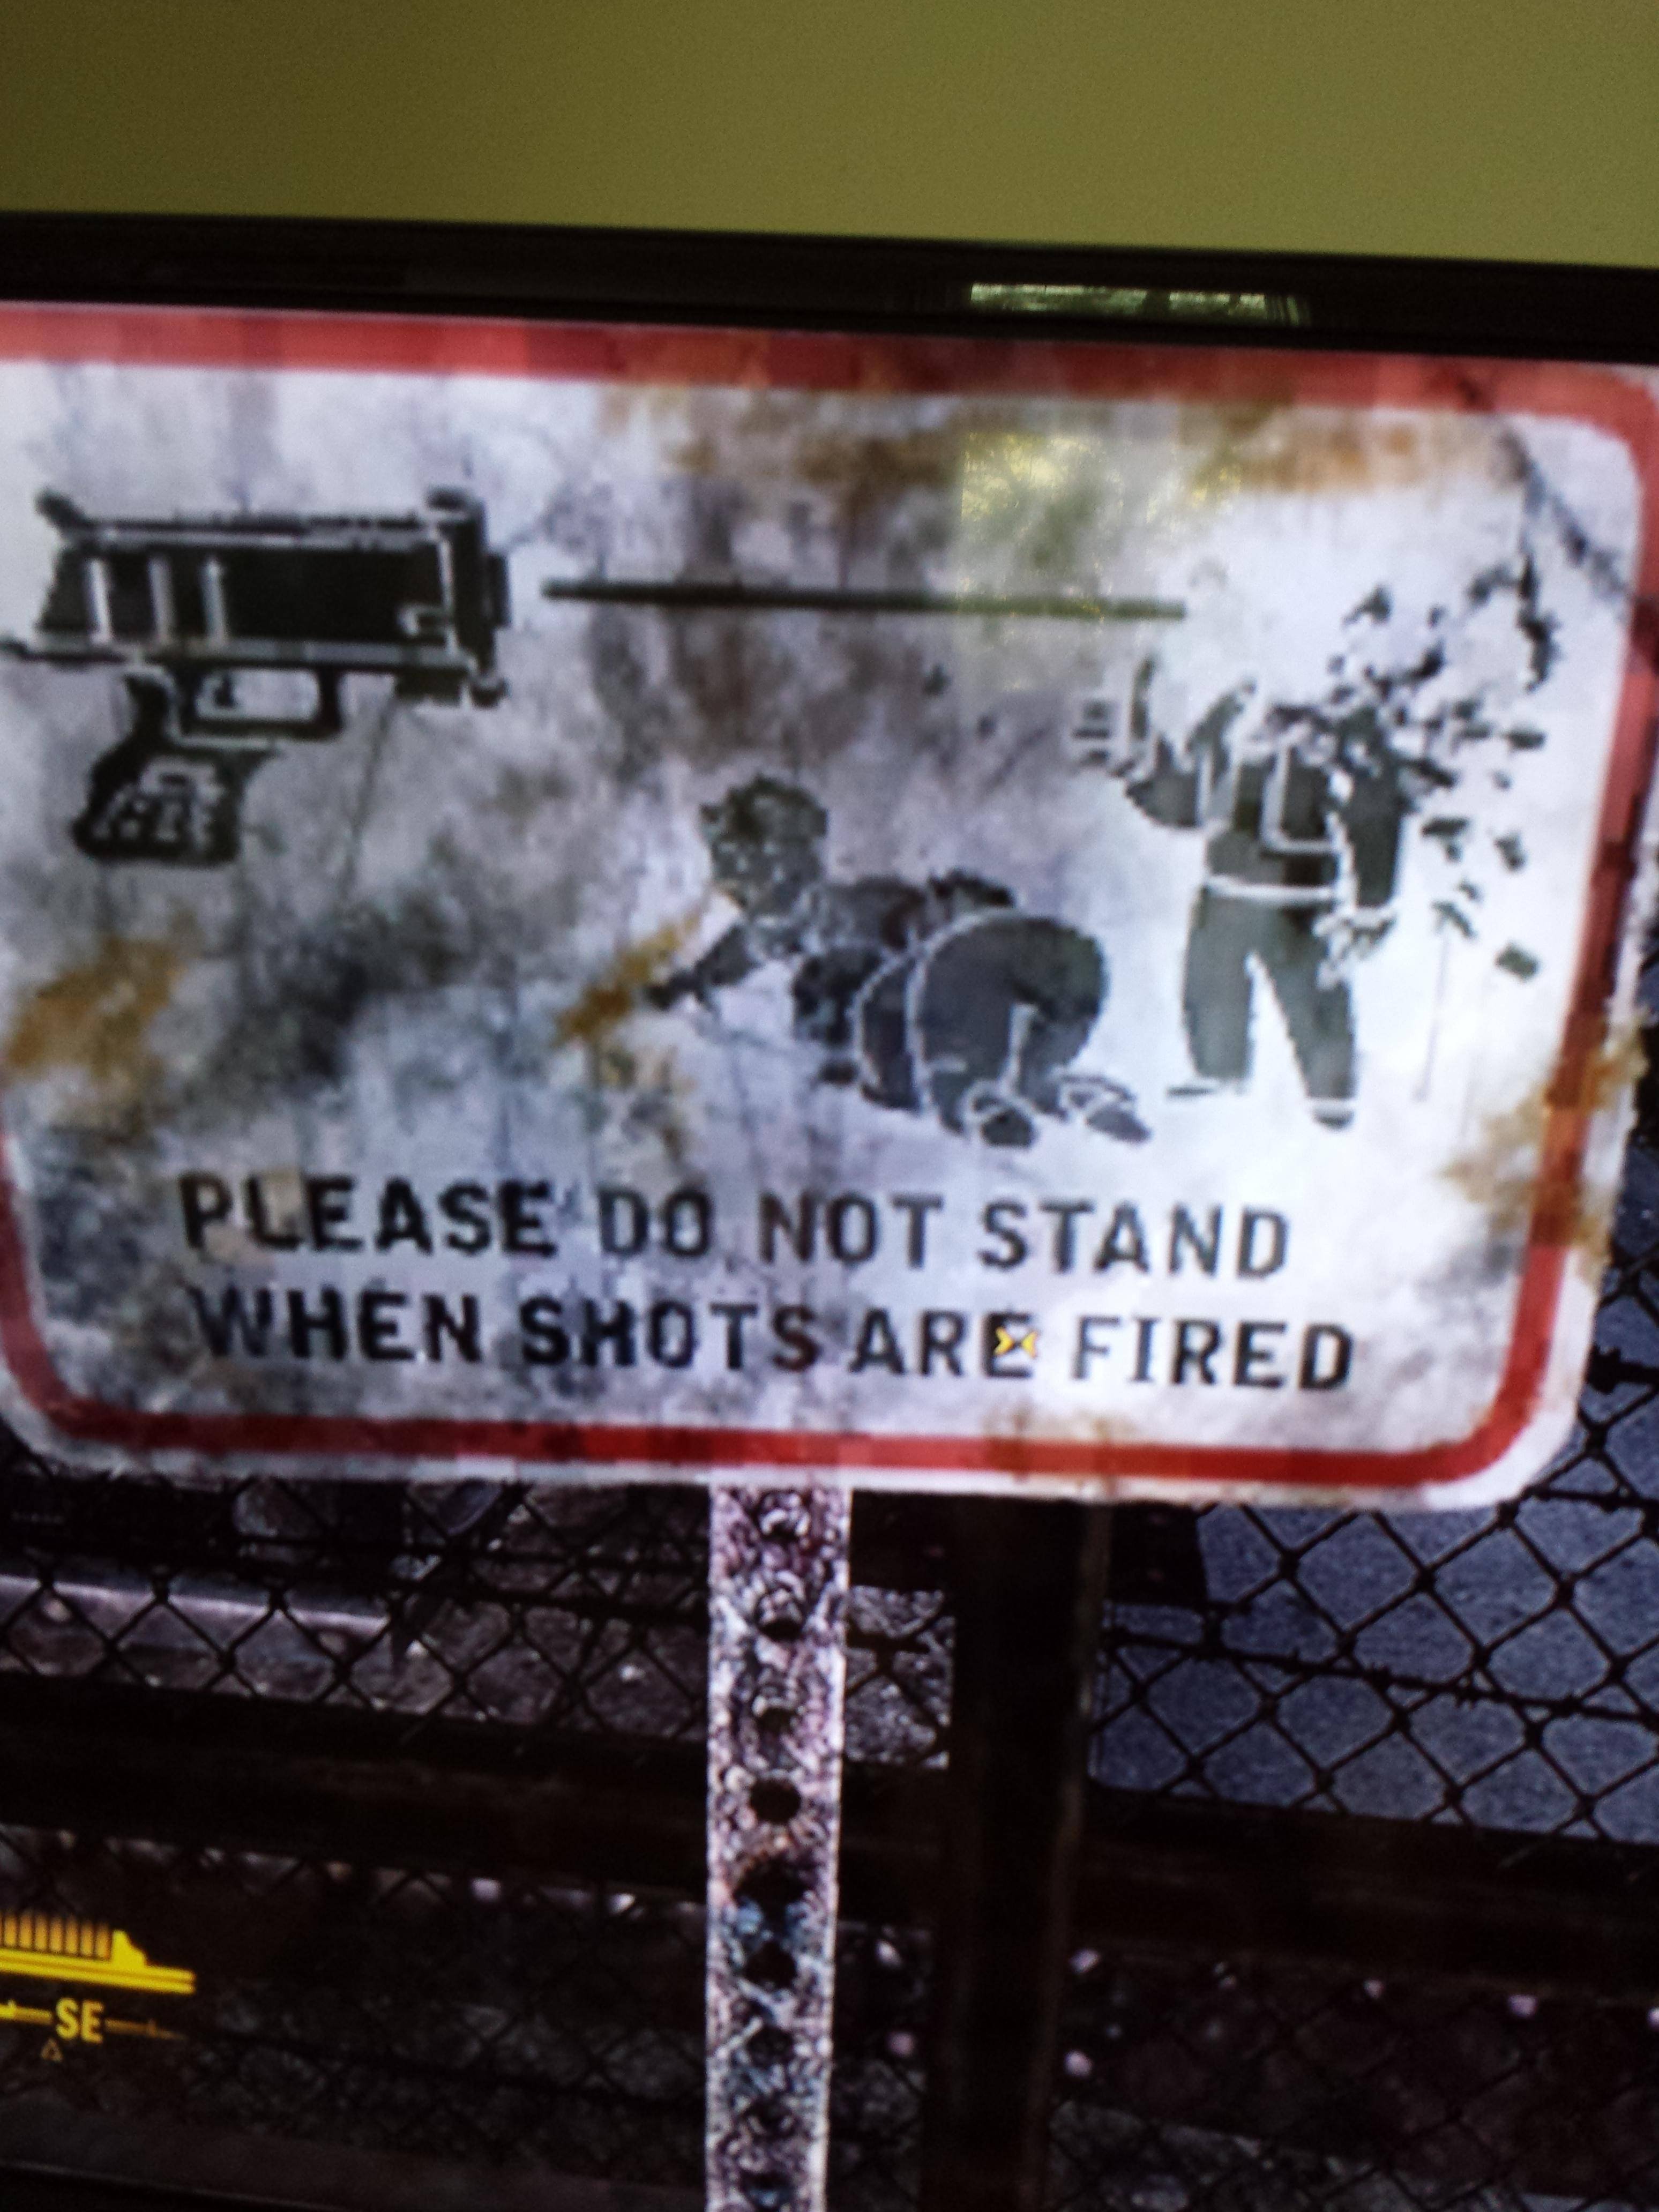 PLEASE DO NOT STAND
WHEN SHOTS ARE FIRED
SE